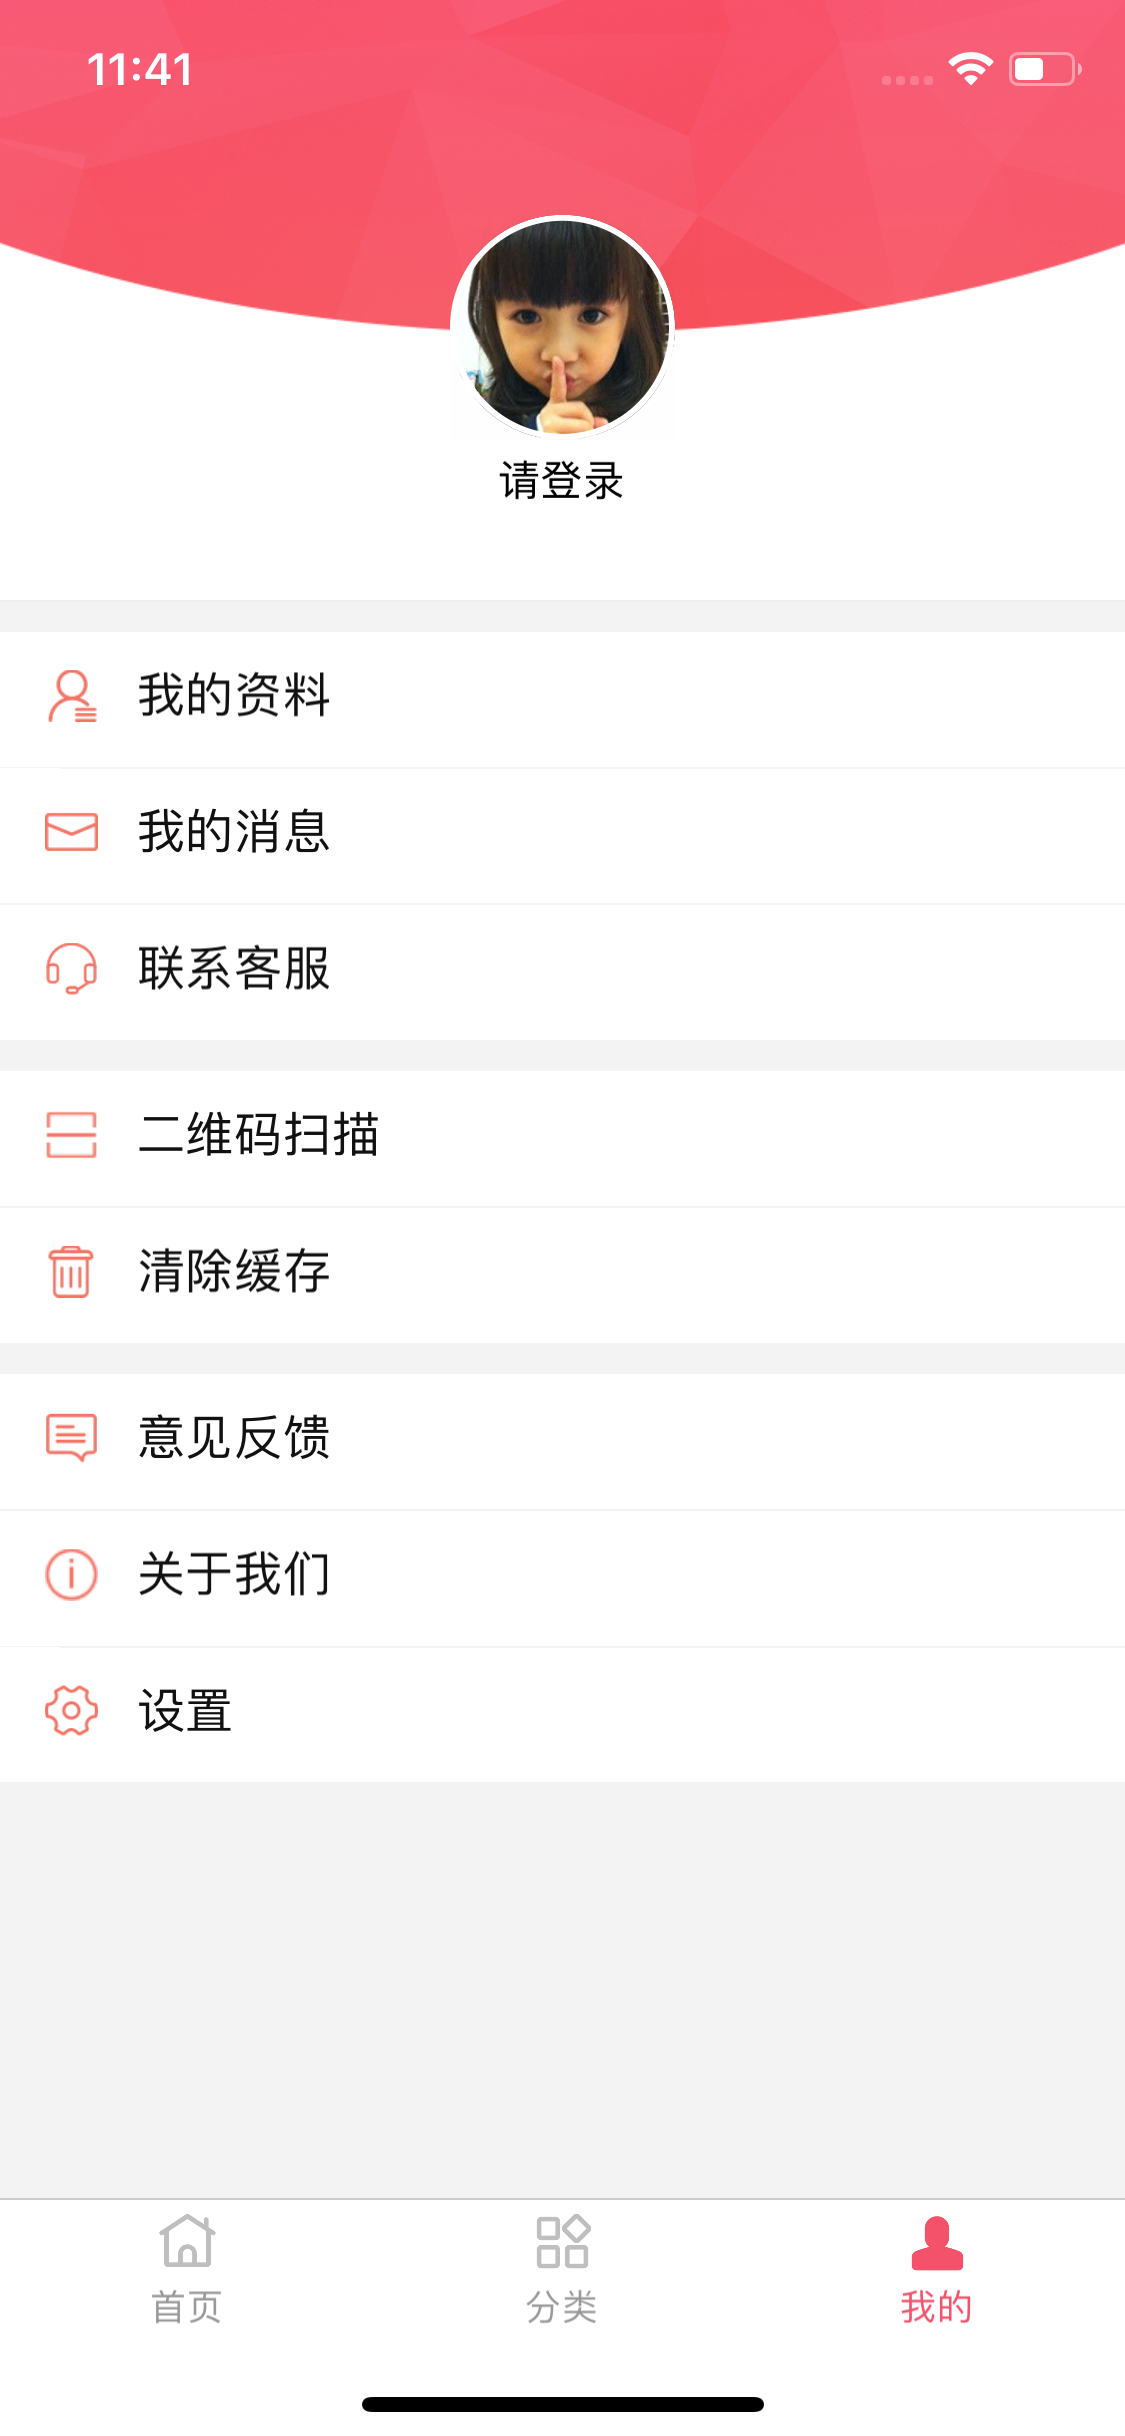 11:41
请登录
我的资料
我的消息
联系客服
二维码扫描
清除缓存
意见反馈
关于我们
设置
首页
分类
我的